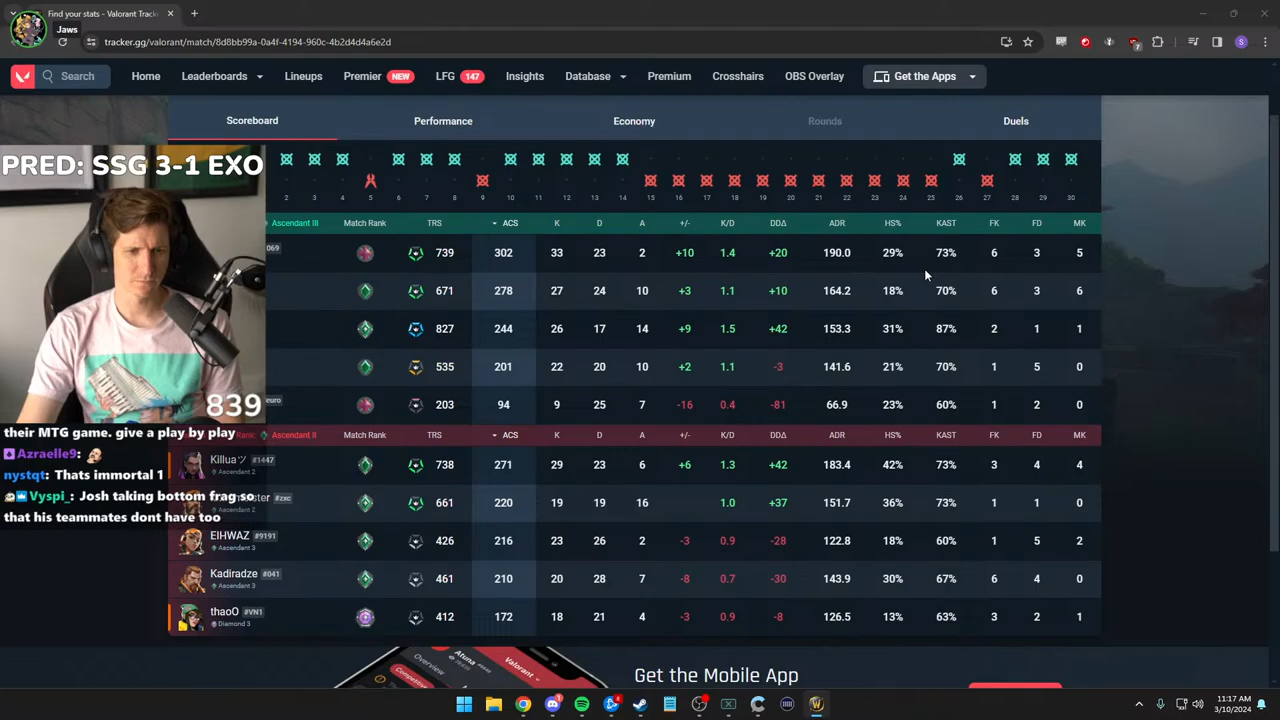 Find your stats - Valorant Track
Jaws
tracker.gg/valorant/match/8d8bb99a-0a4f-4194-960c-4b2d4d4a6e2d
Search Home Leaderboards Lineups Premier NEW LFG 147 Insights Database Premium Crosshairs OBS Overlay Get the Apps
Scoreboard Performance Economy Rounds Duels
PRED: SSG 3-1 EXO
2 3 4 5 6 7 8 9 10 11 12 13 14 15 16 17 18 19 20 21 22 23 24 25 26 27 28 29 30
Ascendant III Match Rank TRS ACS K D A +/- K/D DDΔ ADR HS% KAST FK FD MK
069 739 302 33 23 2 +10 1.4 +20 190.0 29% 73% 6 3 5
671 278 27 24 10 +3 1.1 +10 164.2 18% 70% 6 3 6
827 244 26 17 14 +9 1.5 +42 153.3 31% 87% 2 1 1
535 201 22 20 10 +2 1.1 -3 141.6 21% 70% 1 5 0
euro 203 94 9 25 7 -16 0.4 -81 66.9 23% 60% 1 2 0
839
Rank: Ascendant II Match Rank TRS ACS K D A +/- K/D DDΔ ADR HS% KAST FK FD MK
their MTG game. give a play by play
Azraelle9:
nystqt: Thats immortal 1
Vyspi_: Josh taking bottom frag so
that his teammates dont have too
Killuaツ #1447
Ascendant 2
738 271 29 23 6 +6 1.3 +42 183.4 42% 73% 3 4 4
#zxc
Ascendant 2
661 220 19 19 16 1.0 +37 151.7 36% 73% 1 1 0
EIHWAZ #9191
Ascendant 3
426 216 23 26 2 -3 0.9 -28 122.8 18% 60% 1 5 2
Kadiradze #041
Ascendant 3
461 210 20 28 7 -8 0.7 -30 143.9 30% 67% 6 4 0
thaoO #VN1
Diamond 3
412 172 18 21 4 -3 0.9 -8 126.5 13% 63% 3 2 1
Get the Mobile App
11:17 AM
3/10/2024